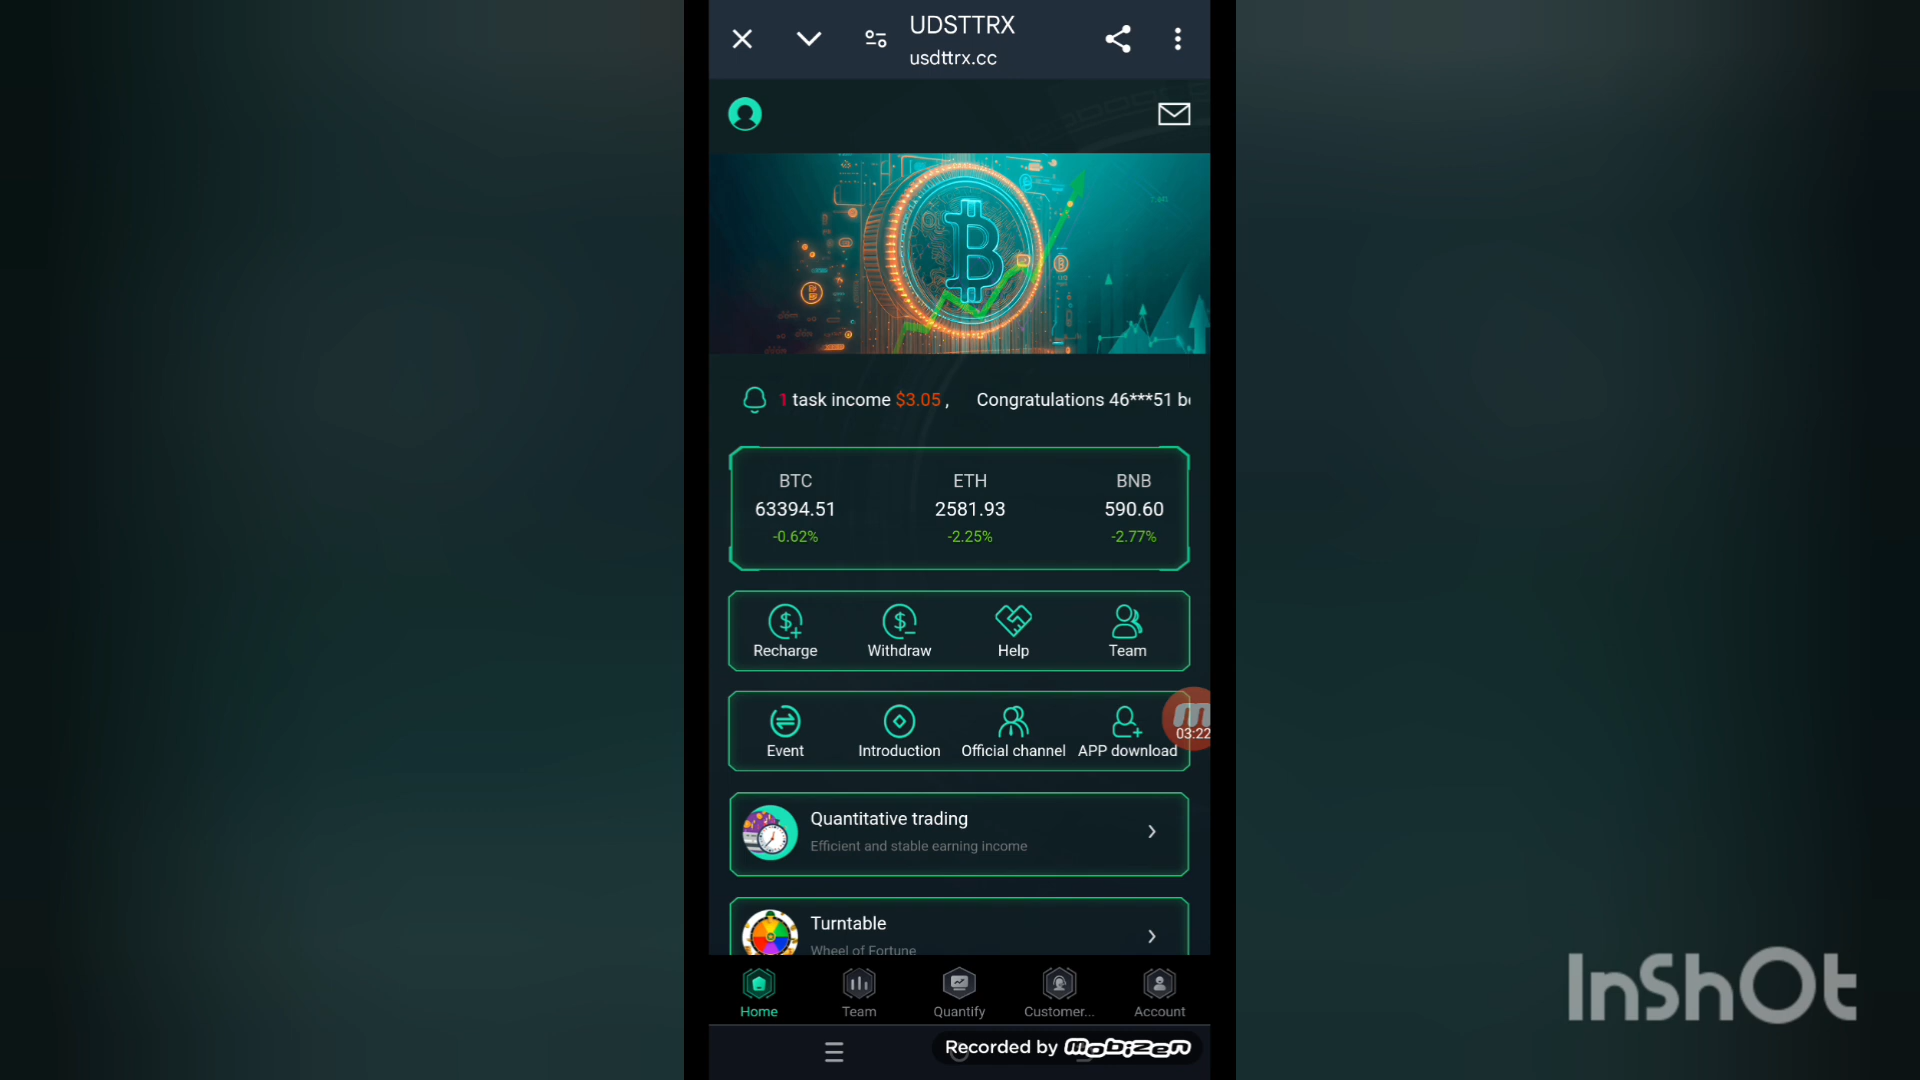 UDSTTRX
usdttrx.cc
1 task income $3.05 , Congratulations 46***51 b
BTC ETH BNB
63394.51 2581.93 590.60
-0.62% -2.25% -2.77%
Recharge Withdraw Help Team
03:22
Event Introduction Official channel APP download
Quantitative trading
Efficient and stable earning income
Turntable
Wheel of Fortune
Home Team Quantify Customer... Account
Recorded by mobizen
InShOt